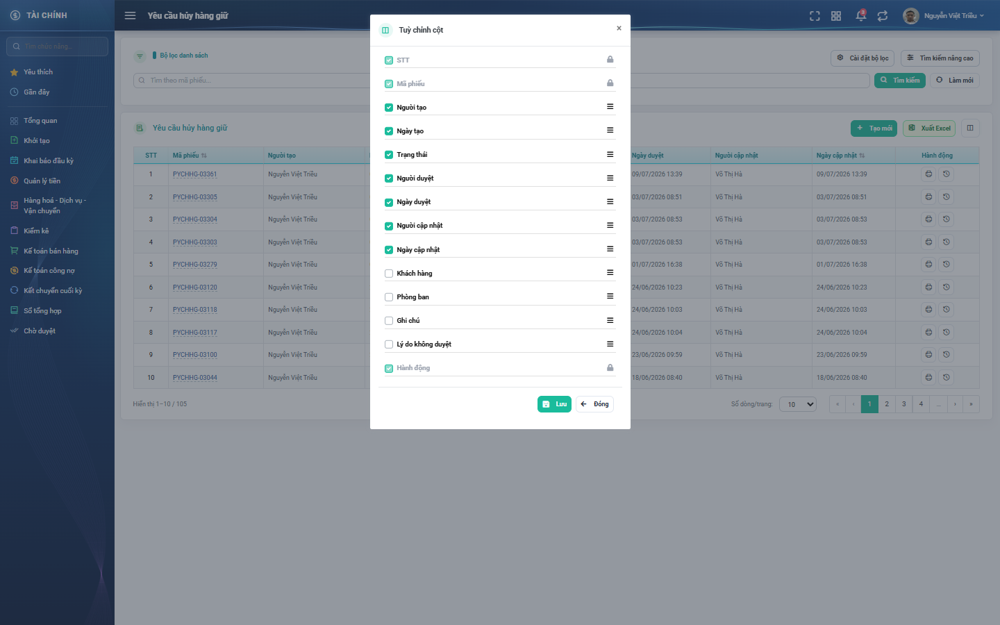 TÀI CHÍNH
Yêu cầu hủy hàng giữ
3
Nguyễn Việt Triều
Tìm chức năng...
Yêu thích
Gần đây
Tổng quan
Khởi tạo
Khai báo đầu kỳ
Quản lý tiền
Hàng hoá - Dịch vụ -
Vận chuyển
Kiểm kê
Kế toán bán hàng
Kế toán công nợ
Kết chuyển cuối kỳ
Sổ tổng hợp
Chờ duyệt
Bộ lọc danh sách
Cài đặt bộ lọc
Tìm kiếm nâng cao
Tìm theo mã phiếu...
Tìm kiếm
Làm mới
Yêu cầu hủy hàng giữ
Tạo mới
Xuất Excel
STT Mã phiếu Người tạo Ngày duyệt Người cập nhật Ngày cập nhật Hành động
1 PYCHHG-03361 Nguyễn Việt Triều 09/07/2026 13:39 Võ Thị Hà 09/07/2026 13:39
2 PYCHHG-03305 Nguyễn Việt Triều 03/07/2026 08:51 Võ Thị Hà 03/07/2026 08:51
3 PYCHHG-03304 Nguyễn Việt Triều 03/07/2026 08:53 Võ Thị Hà 03/07/2026 08:53
4 PYCHHG-03303 Nguyễn Việt Triều 03/07/2026 08:53 Võ Thị Hà 03/07/2026 08:53
5 PYCHHG-03279 Nguyễn Việt Triều 01/07/2026 16:38 Võ Thị Hà 01/07/2026 16:38
6 PYCHHG-03120 Nguyễn Việt Triều 24/06/2026 10:23 Võ Thị Hà 24/06/2026 10:23
7 PYCHHG-03118 Nguyễn Việt Triều 24/06/2026 10:03 Võ Thị Hà 24/06/2026 10:03
8 PYCHHG-03117 Nguyễn Việt Triều 24/06/2026 10:04 Võ Thị Hà 24/06/2026 10:04
9 PYCHHG-03100 Nguyễn Việt Triều 23/06/2026 09:59 Võ Thị Hà 23/06/2026 09:59
10 PYCHHG-03044 Nguyễn Việt Triều 18/06/2026 08:40 Võ Thị Hà 18/06/2026 08:40
Hiển thị 1–10 / 105
Số dòng/trang: 10
« ‹ 1 2 3 4 ... › »
Tuỳ chỉnh cột
×
STT
Mã phiếu
Người tạo
Ngày tạo
Trạng thái
Người duyệt
Ngày duyệt
Người cập nhật
Ngày cập nhật
Khách hàng
Phòng ban
Ghi chú
Lý do không duyệt
Hành động
Lưu
Đóng